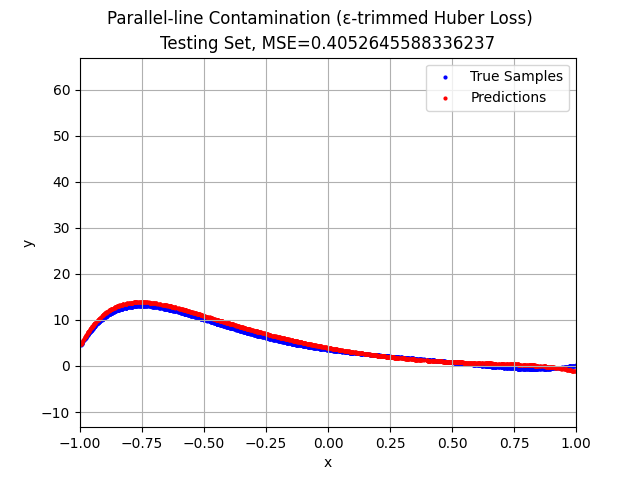 Parallel-line Contamination (ε-trimmed Huber Loss)
Testing Set, MSE=0.4052645588336237
True Samples
Predictions
60
50
40
30
20
10
0
−10
y
−1.00 −0.75 −0.50 −0.25 0.00 0.25 0.50 0.75 1.00
x